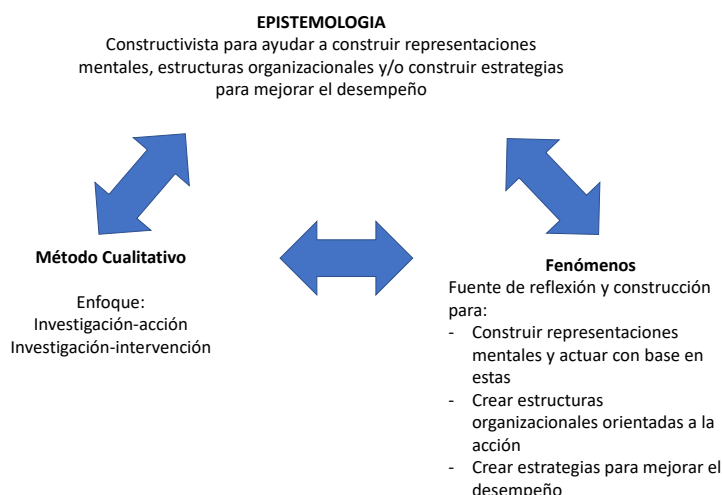 EPISTEMOLOGIA
Constructivista para ayudar a construir representaciones
mentales, estructuras organizacionales y/o construir estrategias
para mejorar el desempeño
Método Cualitativo
Enfoque:
Investigación-acción
Investigación-intervención
Fenómenos
Fuente de reflexión y construcción
para:
- Construir representaciones
mentales y actuar con base en
estas
- Crear estructuras
organizacionales orientadas a la
acción
- Crear estrategias para mejorar el
desempeño